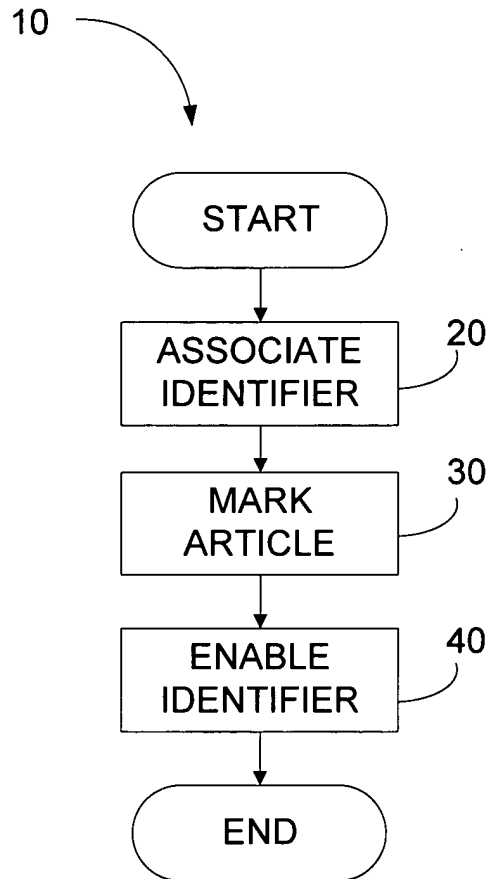 10
START
ASSOCIATE
IDENTIFIER
20
MARK
ARTICLE
30
ENABLE
IDENTIFIER
40
END